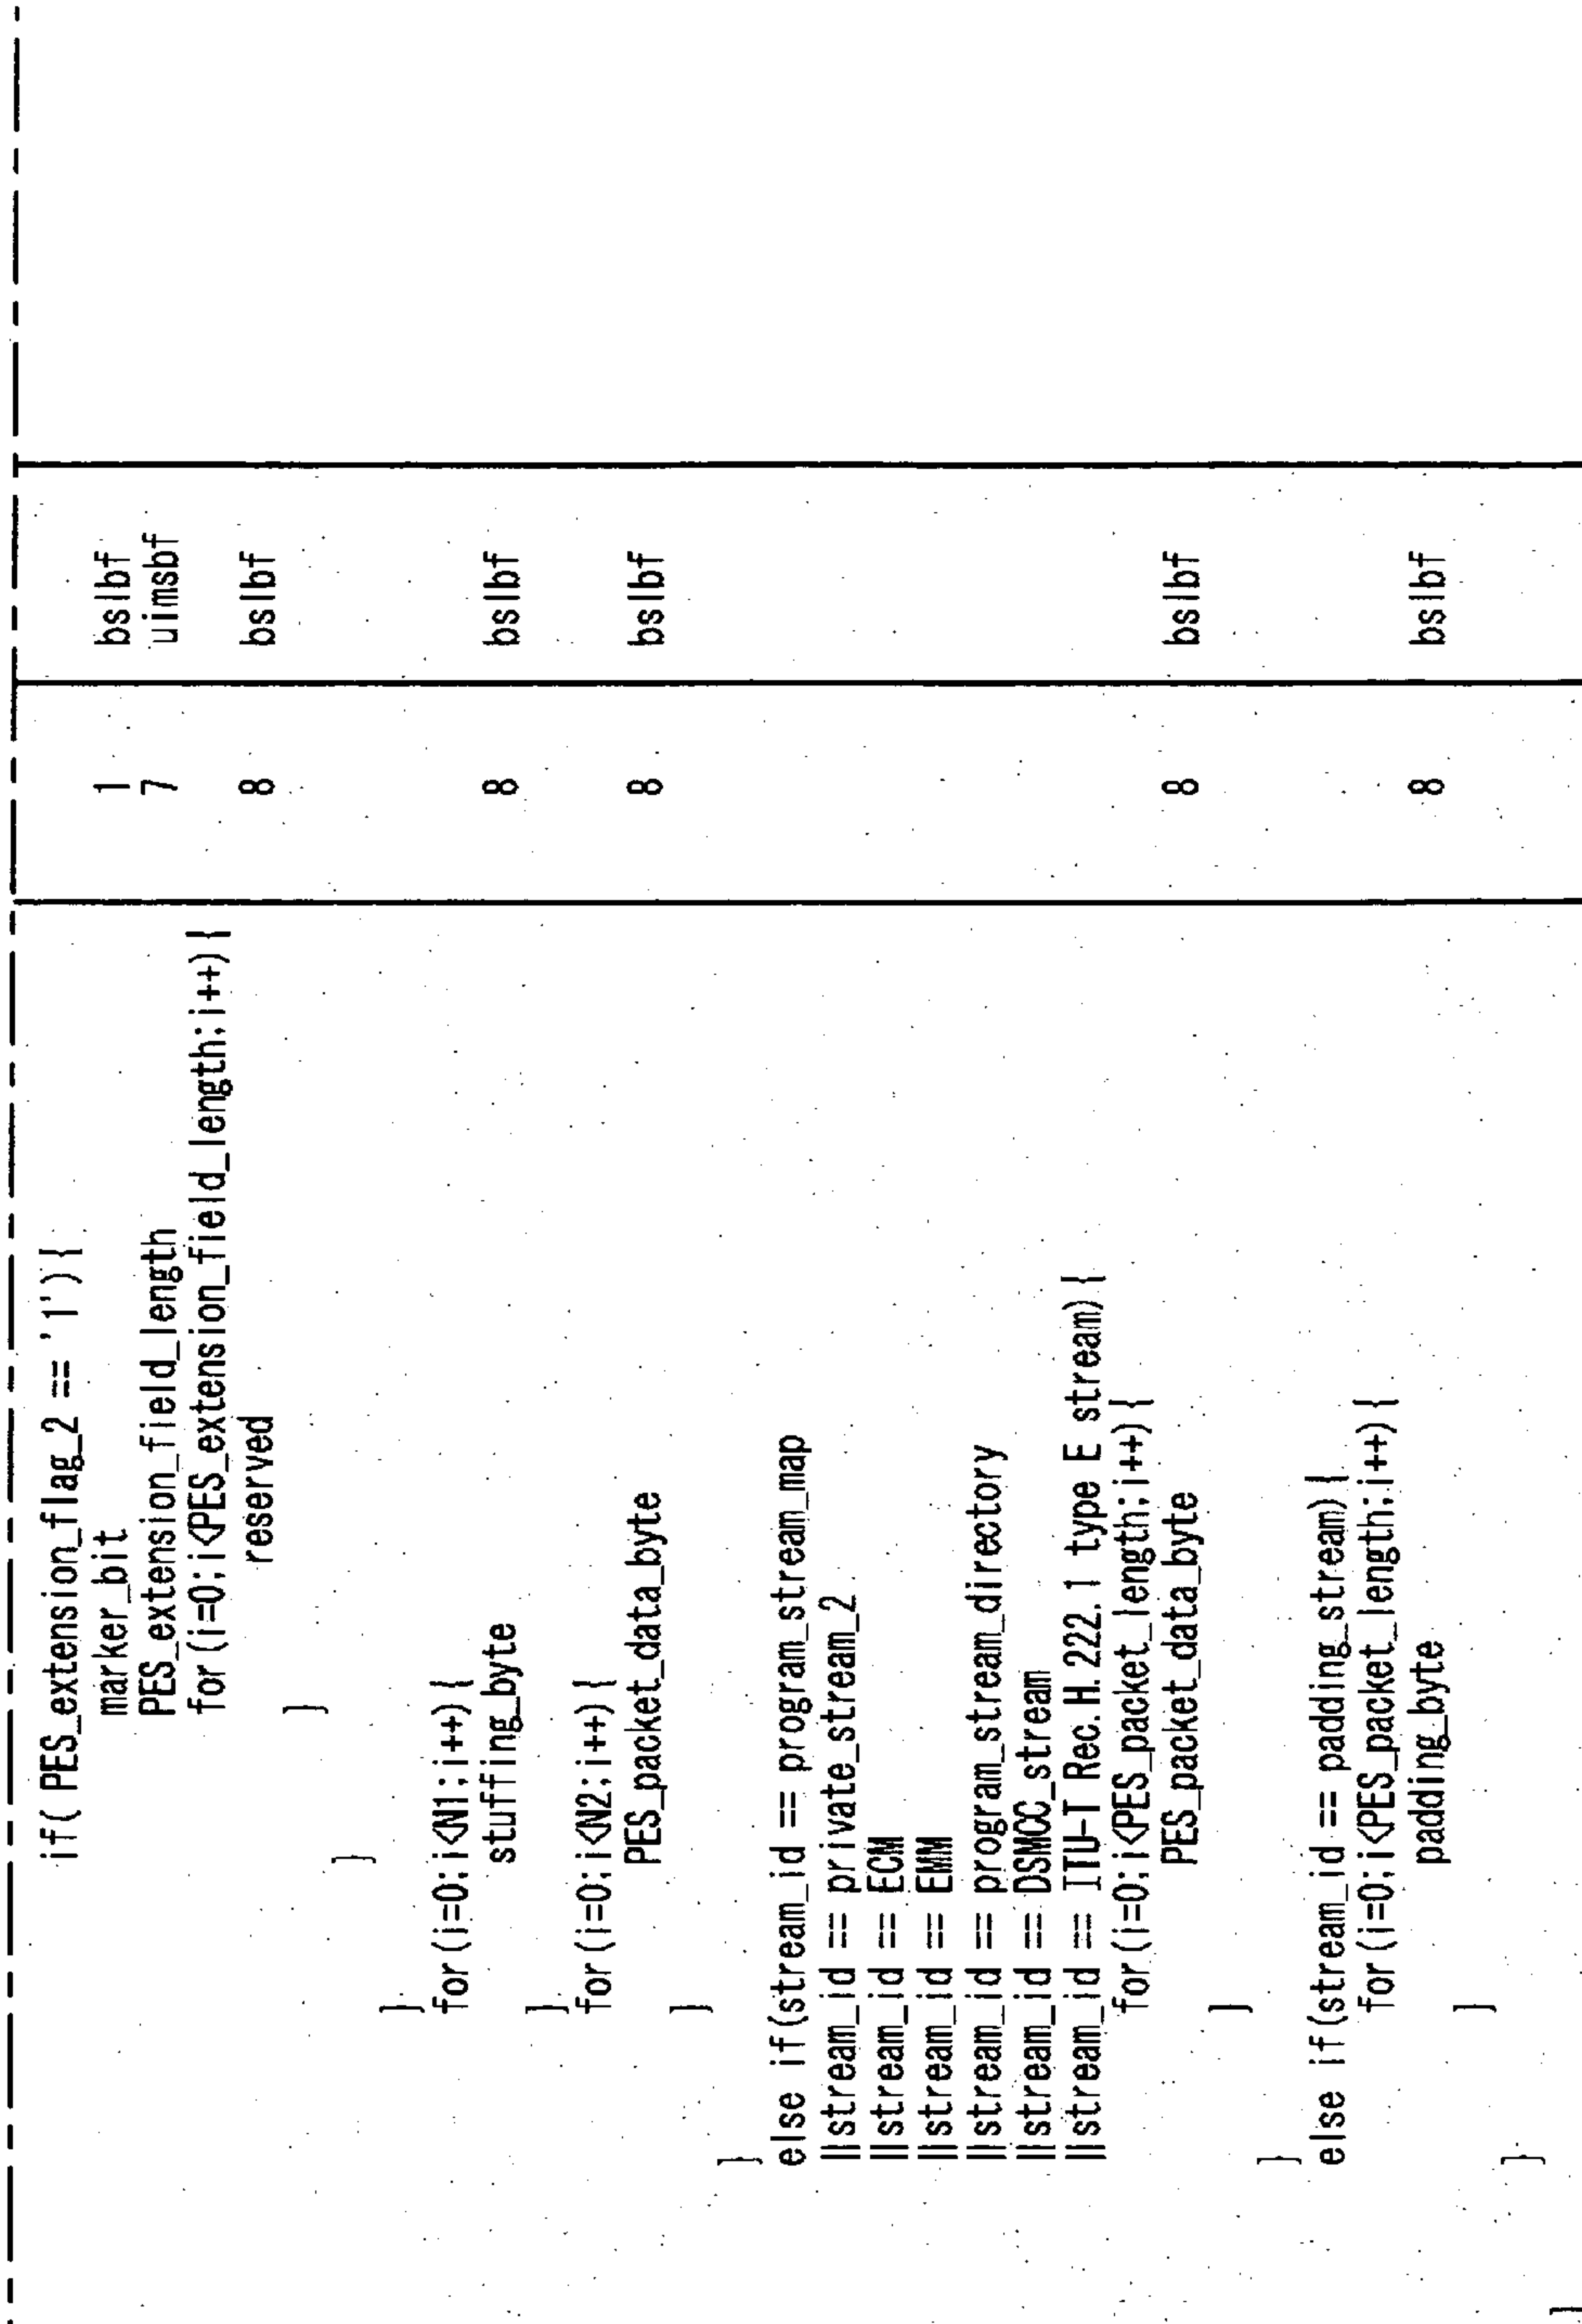 if( PES_extension_flag_2 == '1') {
marker_bit 1 bslbf
PES_extension_field_length 7 uimsbf
for(i=0;i<PES_extension_field_length;i++) {
reserved 8 bslbf
}
}
}
for(i=0;i<N1;i++) {
stuffing_byte 8 bslbf
}
for(i=0;i<N2;i++) {
PES_packet_data_byte 8 bslbf
}
}
else if(stream_id == program_stream_map
||stream_id == private_stream_2
||stream_id == ECM
||stream_id == EMM
||stream_id == program_stream_directory
||stream_id == DSMCC_stream
||stream_id == ITU-T Rec.H.222.1 type E stream) {
for(i=0;i<PES_packet_length;i++) {
PES_packet_data_byte 8 bslbf
}
}
else if(stream_id == padding_stream) {
for(i=0;i<PES_packet_length;i++) {
padding_byte 8 bslbf
}
}
}